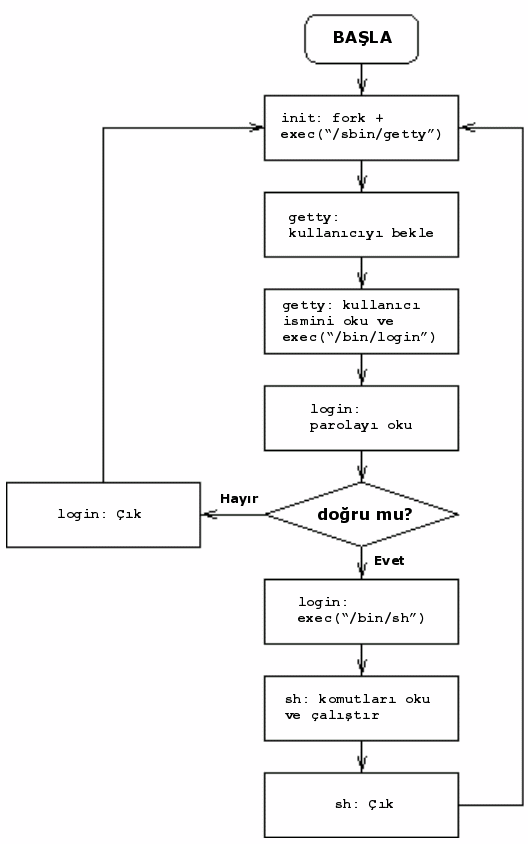 BAŞLA
init: fork +
exec(“/sbin/getty”)
getty:
kullanıcıyı bekle
getty: kullanıcı
ismini oku ve
exec(“/bin/login”)
login:
parolayı oku
doğru mu?
Hayır
login: Çık
Evet
login:
exec(“/bin/sh”)
sh: komutları oku
ve çalıştır
sh: Çık